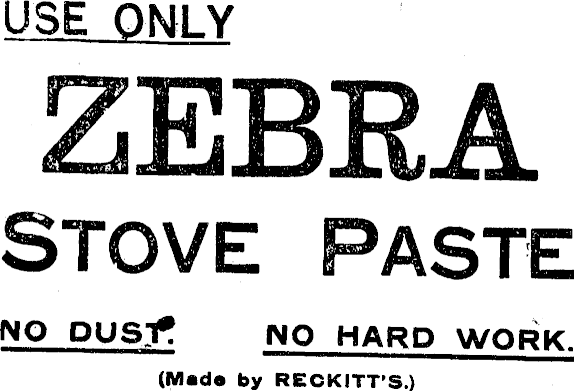 USE ONLY
ZEBRA
STOVE PASTE
NO DUST. NO HARD WORK.
(Made by RECKITT'S.)